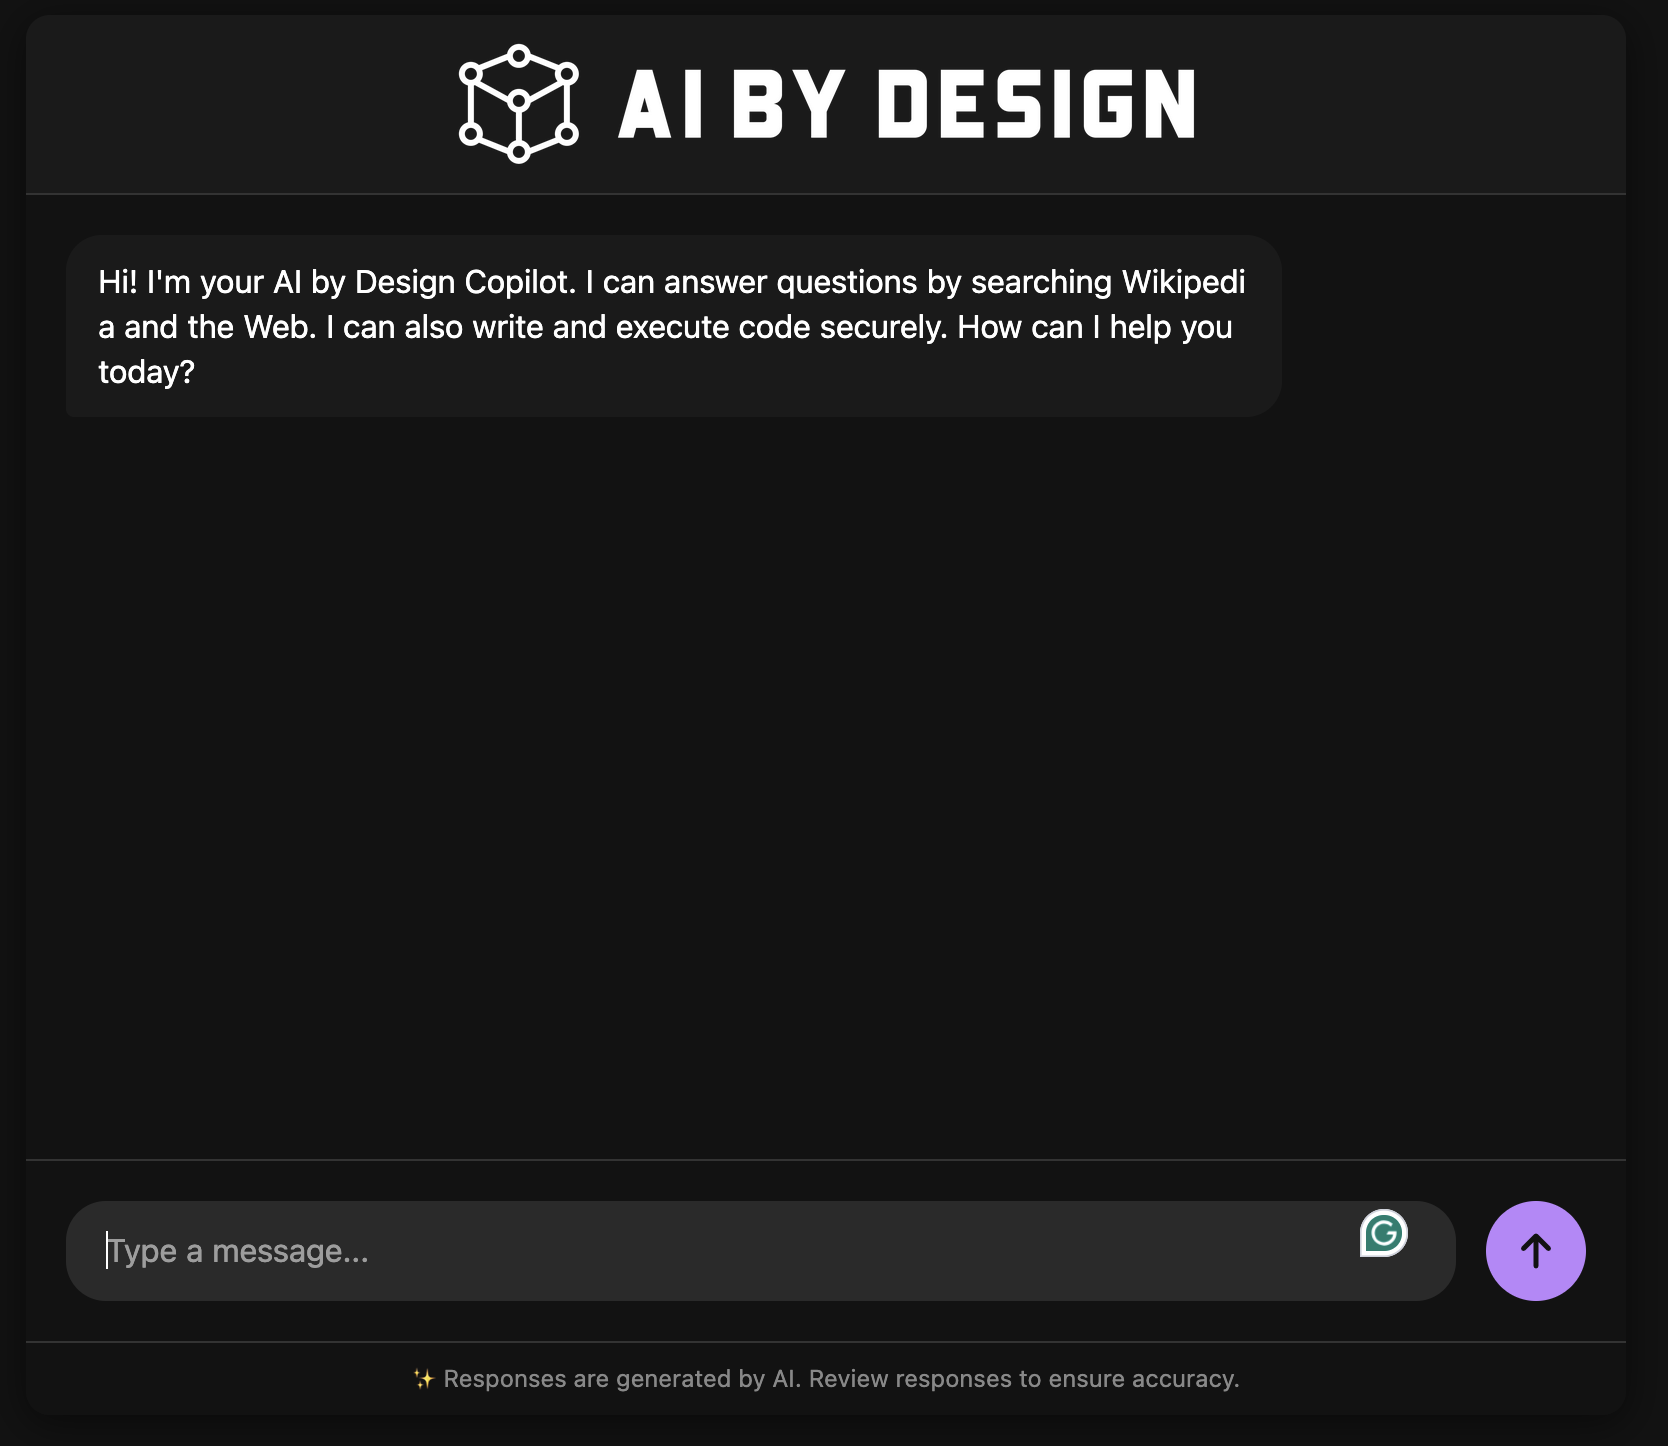 AI BY DESIGN
Hi! I'm your AI by Design Copilot. I can answer questions by searching Wikipedi
a and the Web. I can also write and execute code securely. How can I help you
today?
Type a message...
G
✨ Responses are generated by AI. Review responses to ensure accuracy.